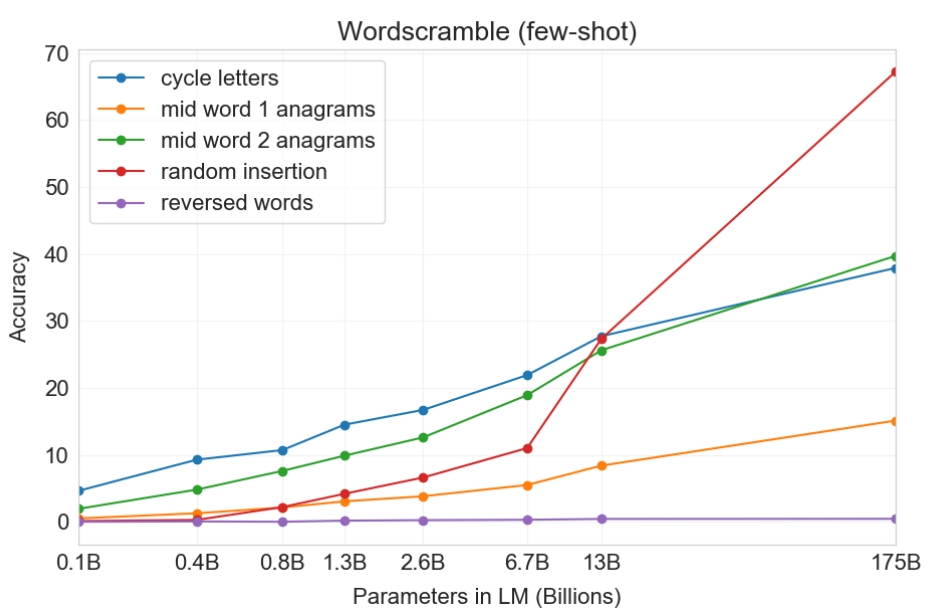 Wordscramble (few-shot)
70
60
50
40
30
20
10
0
Accuracy
cycle letters
mid word 1 anagrams
mid word 2 anagrams
random insertion
reversed words
0.1B 0.4B 0.8B 1.3B 2.6B 6.7B 13B 175B
Parameters in LM (Billions)